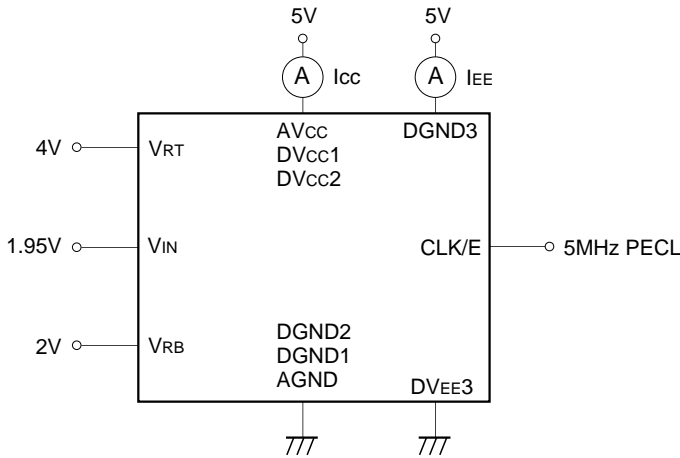 5V 5V
A Icc A IEE
AVcc DGND3
4V VRT DVcc1
DVcc2
1.95V VIN CLK/E 5MHz PECL
2V VRB DGND2
DGND1
AGND DVEE3